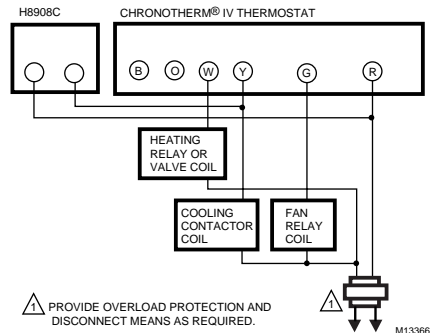 H8908C
CHRONOTHERM® IV THERMOSTAT
B O W Y G R
HEATING
RELAY OR
VALVE COIL
COOLING
CONTACTOR
COIL
FAN
RELAY
COIL
1
1 PROVIDE OVERLOAD PROTECTION AND
DISCONNECT MEANS AS REQUIRED.
M13366